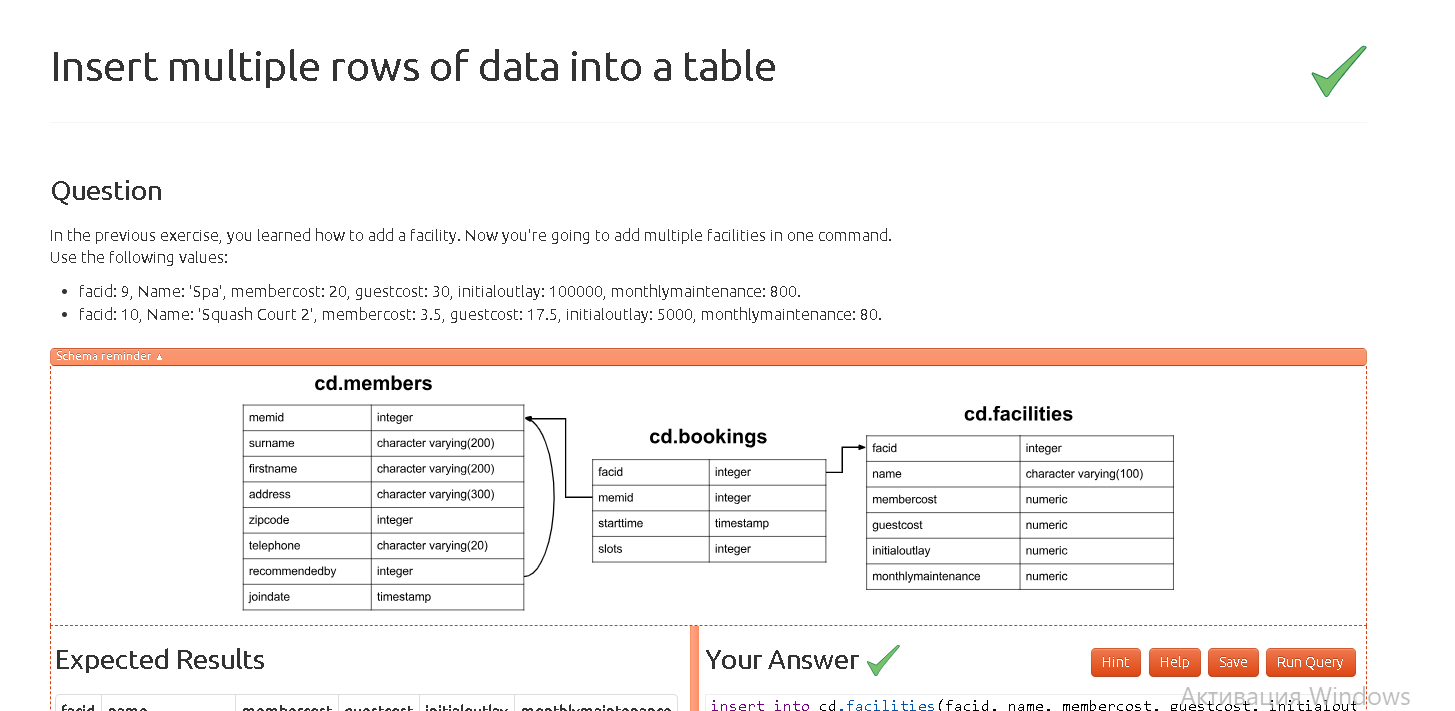 Insert multiple rows of data into a table
Question
In the previous exercise, you learned how to add a facility. Now you're going to add multiple facilities in one command.
Use the following values:
facid: 9, Name: 'Spa', membercost: 20, guestcost: 30, initialoutlay: 100000, monthlymaintenance: 800.
facid: 10, Name: 'Squash Court 2', membercost: 3.5, guestcost: 17.5, initialoutlay: 5000, monthlymaintenance: 80.
Schema reminder ▲
cd.members
memid integer
surname character varying(200)
firstname character varying(200)
address character varying(300)
zipcode integer
telephone character varying(20)
recommendedby integer
joindate timestamp
cd.bookings
facid integer
memid integer
starttime timestamp
slots integer
cd.facilities
facid integer
name character varying(100)
membercost numeric
guestcost numeric
initialoutlay numeric
monthlymaintenance numeric
Expected Results
facid name membercost guestcost initialoutlay monthlymaintenance
Your Answer
Hint Help Save Run Query
insert into cd.facilities(facid, name, membercost, guestcost, initialout
Активация Windows